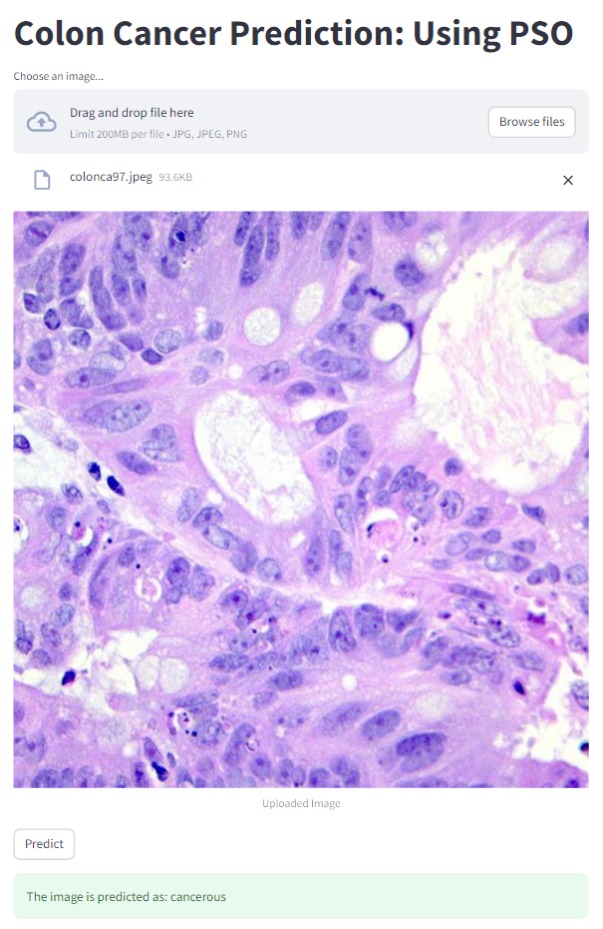 Colon Cancer Prediction: Using PSO
Choose an image...
Drag and drop file here
Limit 200MB per file • JPG, JPEG, PNG
Browse files
colonca97.jpeg 93.6KB
Uploaded Image
Predict
The image is predicted as: cancerous